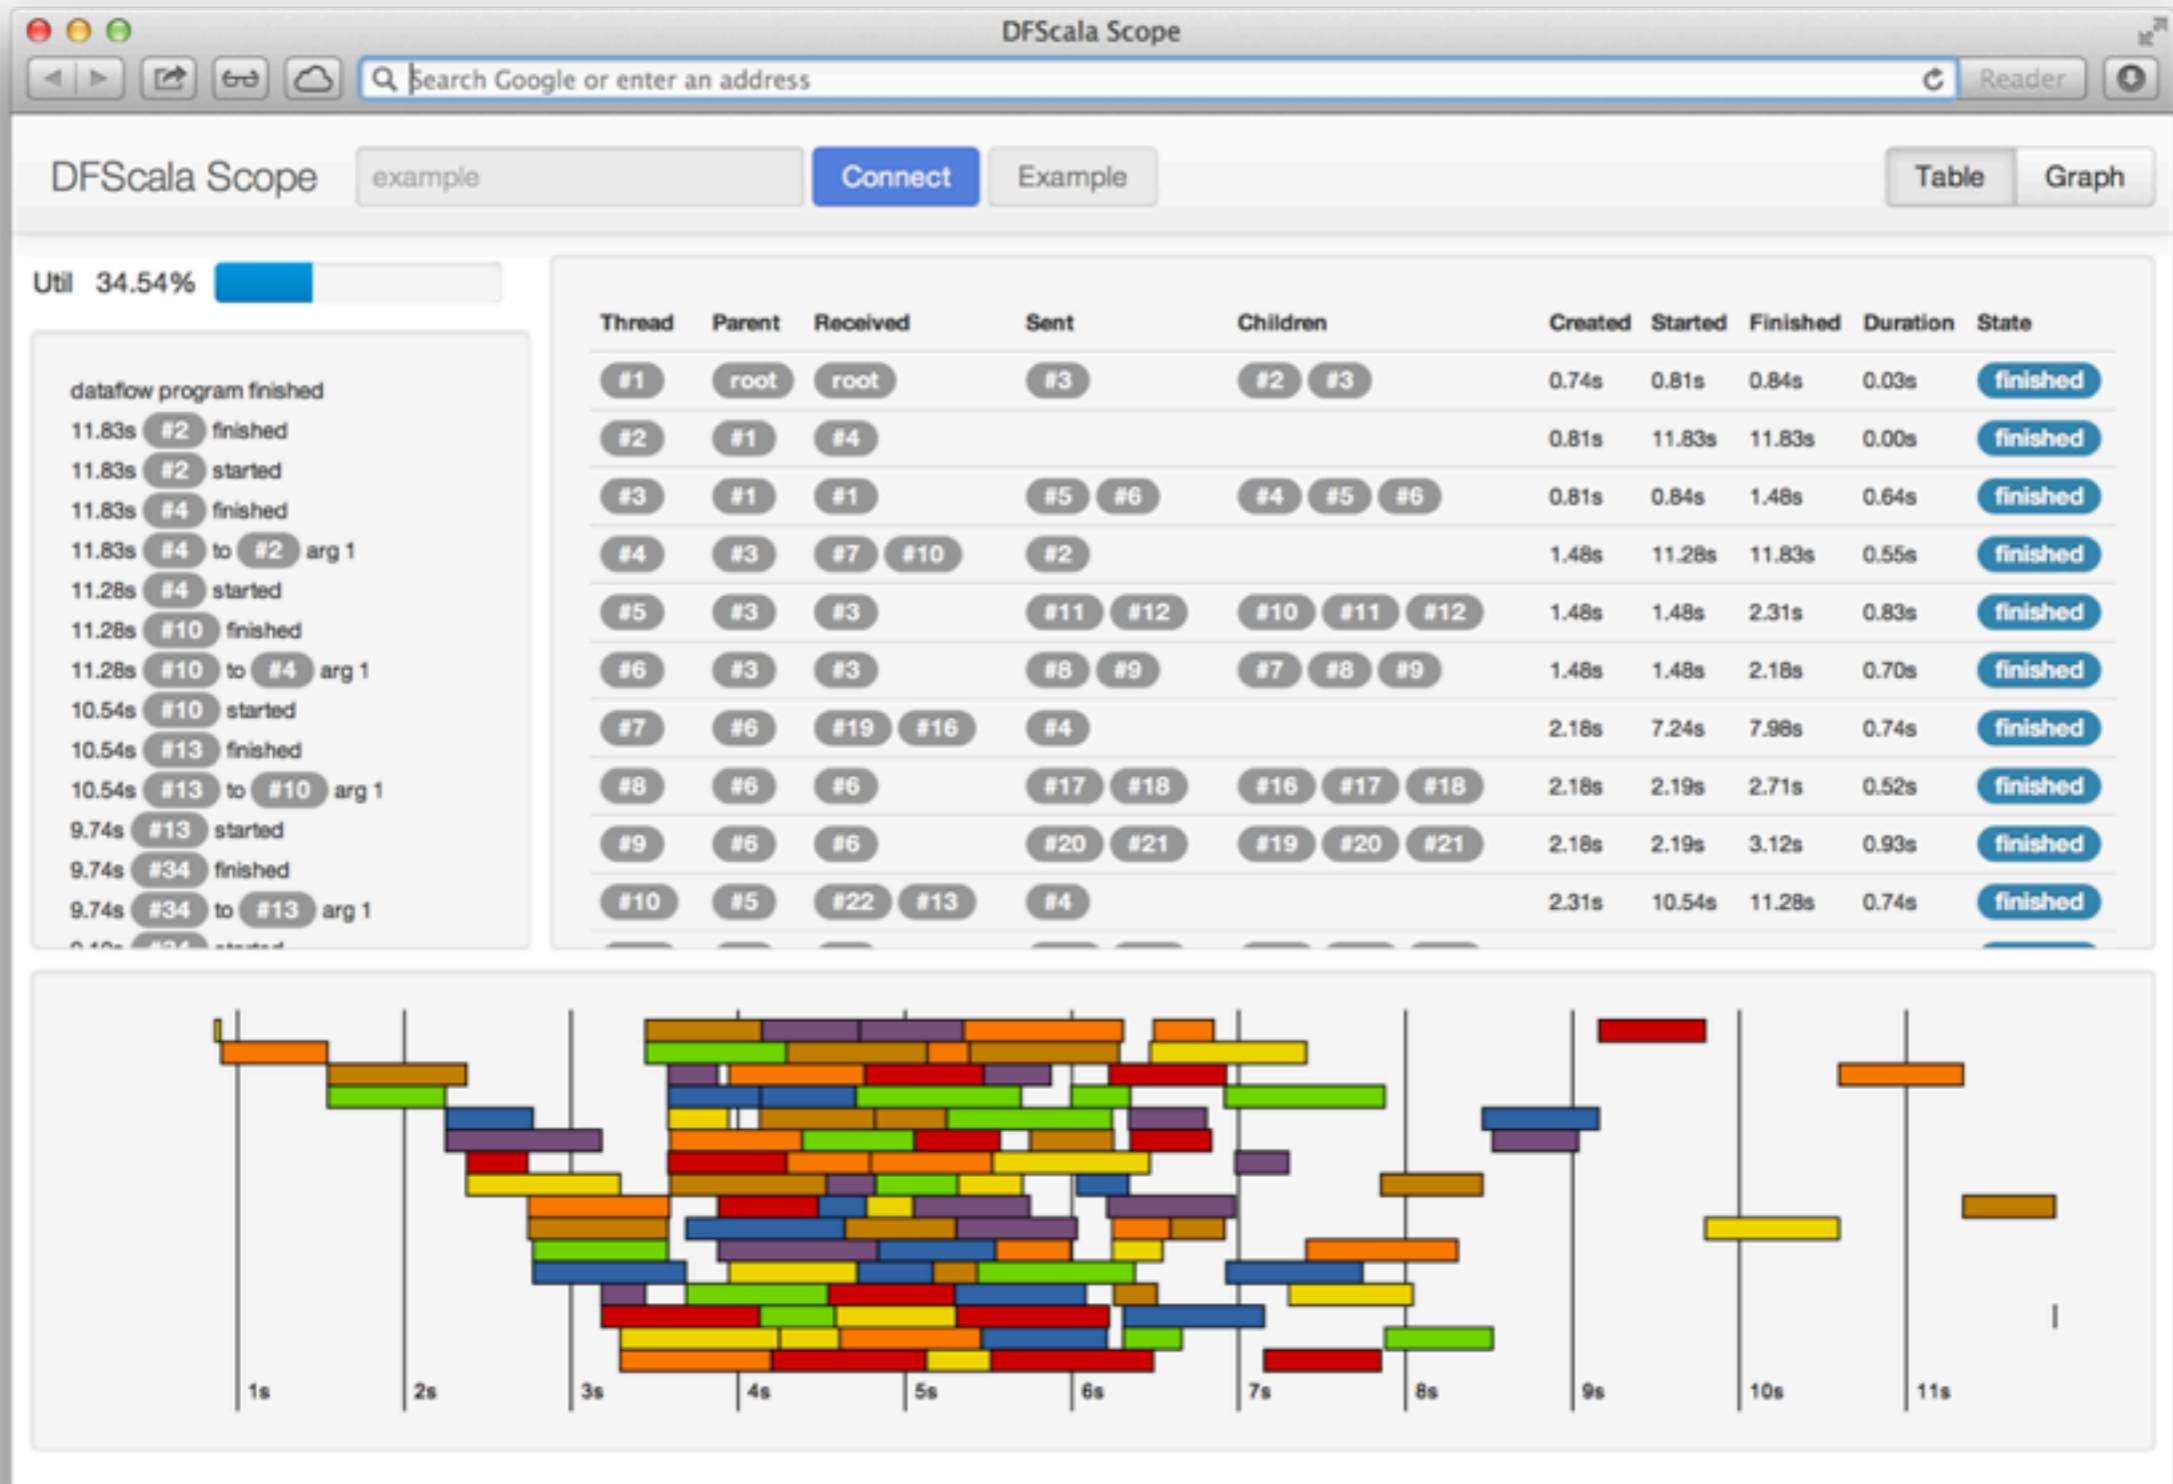 DFScala Scope
Search Google or enter an address
Reader
DFScala Scope example Connect Example Table Graph
Util 34.54%
dataflow program finished
11.83s #2 finished
11.83s #2 started
11.83s #4 finished
11.83s #4 to #2 arg 1
11.28s #4 started
11.28s #10 finished
11.28s #10 to #4 arg 1
10.54s #10 started
10.54s #13 finished
10.54s #13 to #10 arg 1
9.74s #13 started
9.74s #34 finished
9.74s #34 to #13 arg 1
Thread Parent Received Sent Children Created Started Finished Duration State
#1 root root #3 #2 #3 0.74s 0.81s 0.84s 0.03s finished
#2 #1 #4 0.81s 11.83s 11.83s 0.00s finished
#3 #1 #1 #5 #6 #4 #5 #6 0.81s 0.84s 1.48s 0.64s finished
#4 #3 #7 #10 #2 1.48s 11.28s 11.83s 0.55s finished
#5 #3 #3 #11 #12 #10 #11 #12 1.48s 1.48s 2.31s 0.83s finished
#6 #3 #3 #8 #9 #7 #8 #9 1.48s 1.48s 2.18s 0.70s finished
#7 #6 #19 #16 #4 2.18s 7.24s 7.98s 0.74s finished
#8 #6 #6 #17 #18 #16 #17 #18 2.18s 2.19s 2.71s 0.52s finished
#9 #6 #6 #20 #21 #19 #20 #21 2.18s 2.19s 3.12s 0.93s finished
#10 #5 #22 #13 #4 2.31s 10.54s 11.28s 0.74s finished
1s 2s 3s 4s 5s 6s 7s 8s 9s 10s 11s